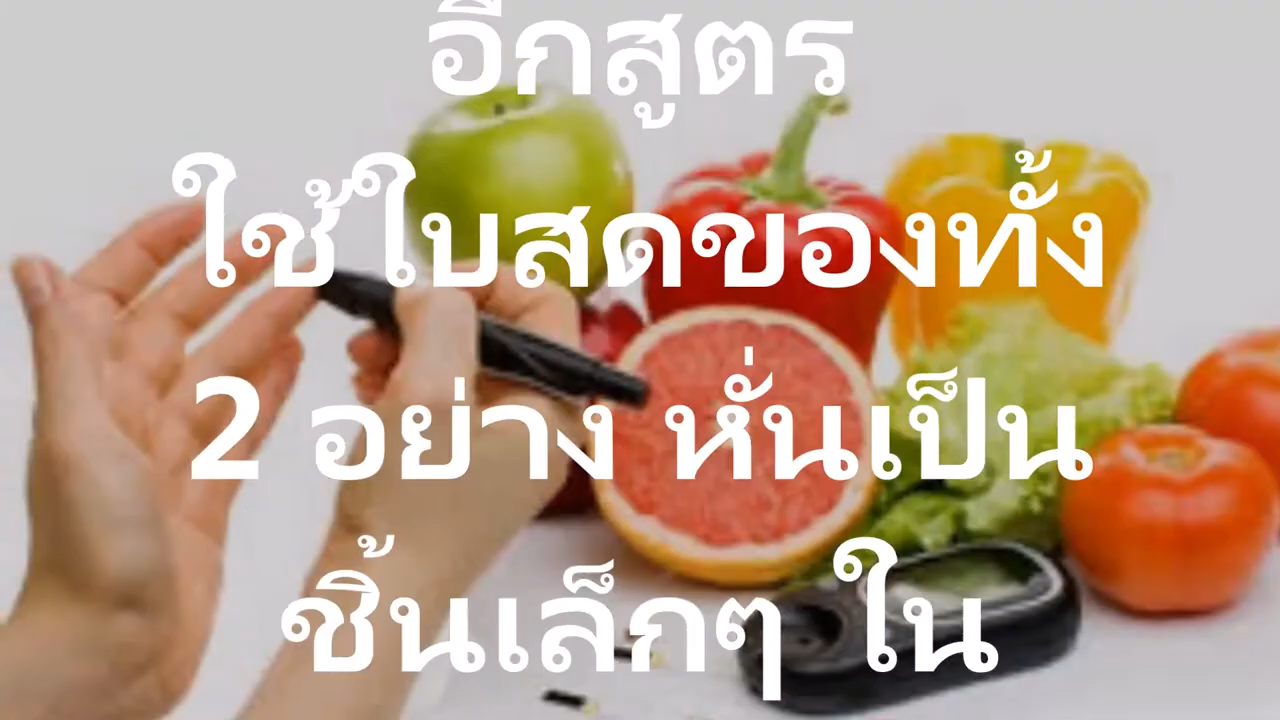 อีกสูตร
ใช้ใบสดของทั้ง
2 อย่าง หั่นเป็น
ชิ้นเล็กๆ ใน